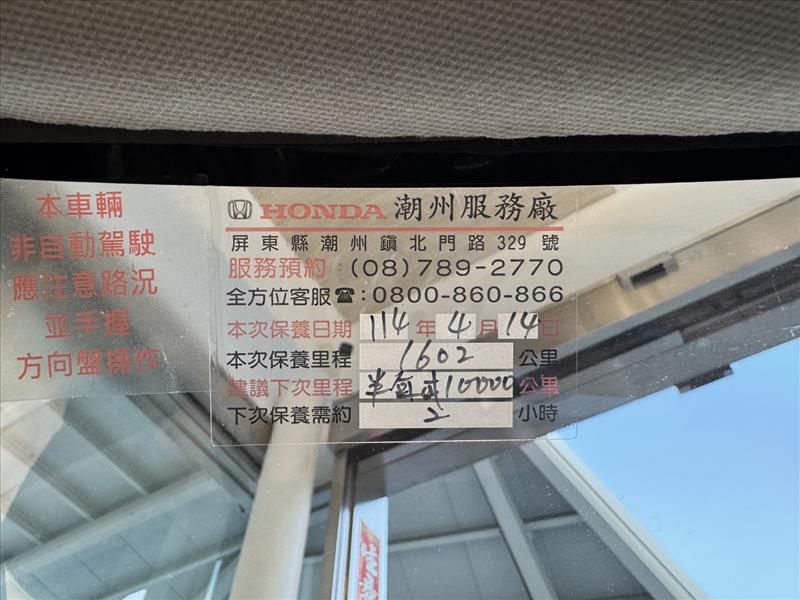 本車輛
非自動駕駛
應注意路況
並手握
方向盤操作
HONDA 潮州服務廠
屏東縣潮州鎮北門路329號
服務預約：(08)789-2770
全方位客服☎：0800-860-866
本次保養日期 114 年 4 月 14 日
本次保養里程 1602 公里
建議下次里程 半年或10000 公里
下次保養需約 2 小時